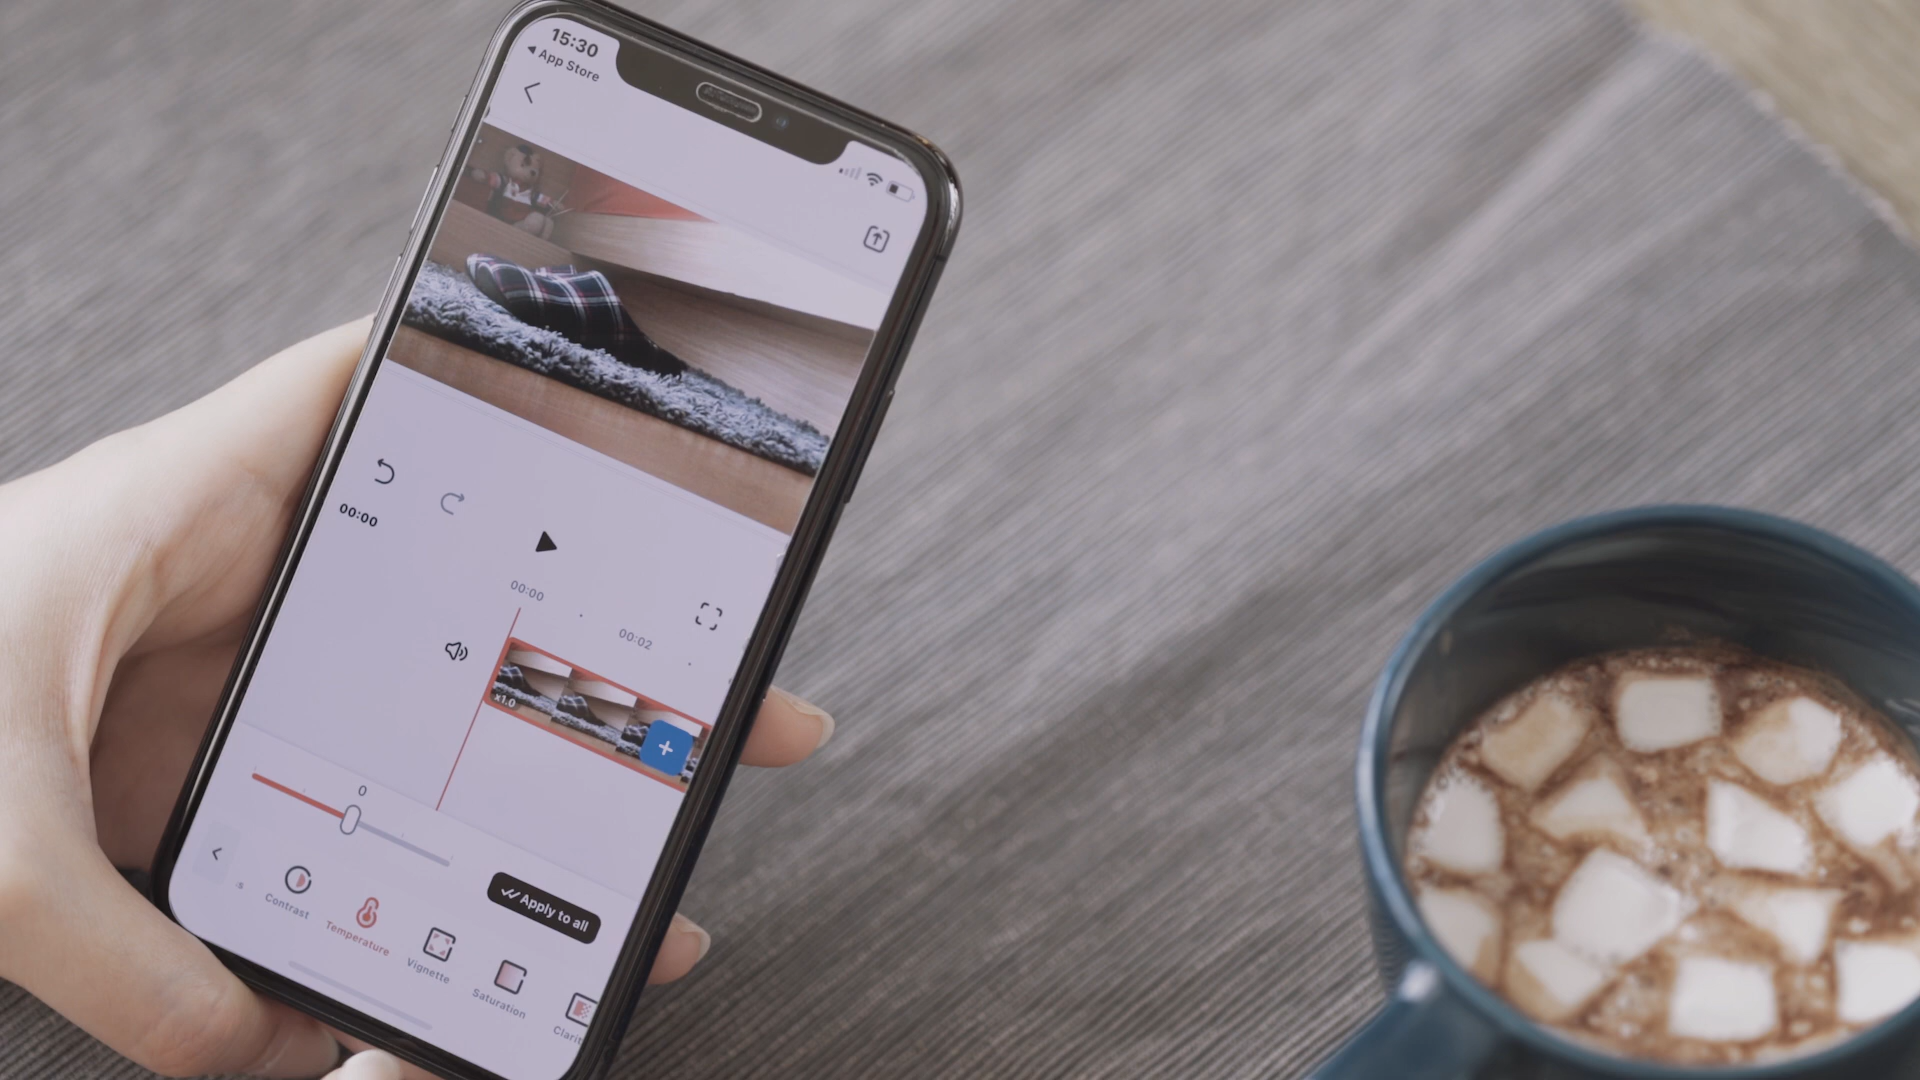 15:30
◀ App Store
00:00
00:00
00:02
x1.0
0
Apply to all
Contrast
Temperature
Vignette
Saturation